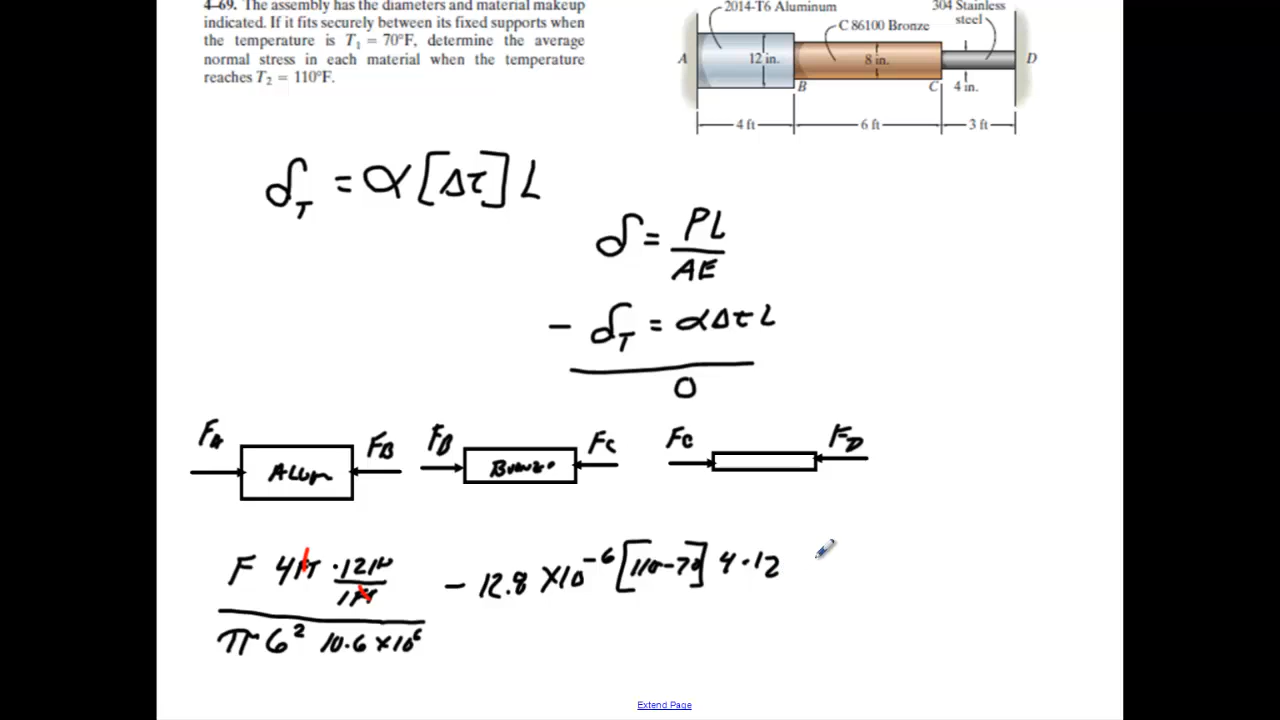 4–69. The assembly has the diameters and material makeup
indicated. If it fits securely between its fixed supports when
the temperature is T₁ = 70°F, determine the average
normal stress in each material when the temperature
reaches T₂ = 110°F.
2014-T6 Aluminum
304 Stainless
steel
C 86100 Bronze
A
12 in.
8 in.
D
B
C
4 in.
4 ft
6 ft
3 ft
δT = α[Δτ]L
δ = PL/AE
− δT = αΔτL
0
FA
FB
FB
FC
FC
FD
ALUM
Bronze
F 4ft · 12in/1ft − 12.8 × 10⁻⁶ [110-70] 4·12
π 6² 10.6 × 10⁶
Extend Page